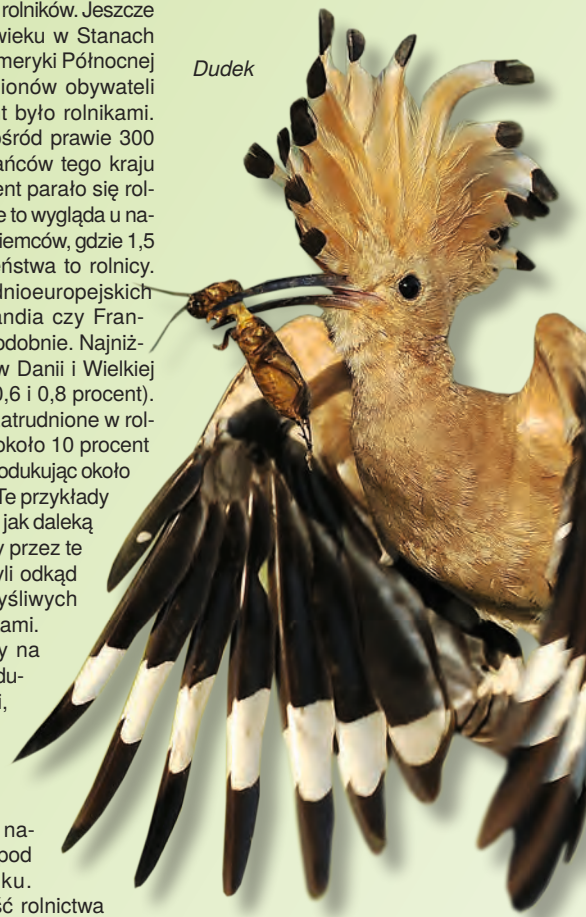 rolników. Jeszcze
wieku w Stanach
meryki Północnej
ionów obywateli
t było rolnikami.
ośród prawie 300
ańców tego kraju
ent parało się rol-
e to wygląda u na-
iemców, gdzie 1,5
eństwa to rolnicy.
dnioeuropejskich
andia czy Fran-
odobnie. Najniż-
w Danii i Wielkiej
0,6 i 0,8 procent).
atrudnione w rol-
około 10 procent
odukując około
Te przykłady
jak daleką
y przez te
yli odkąd
yśliwych
ami.
y na
du-
i,
na-
pod
ku.
ść rolnictwa
Dudek